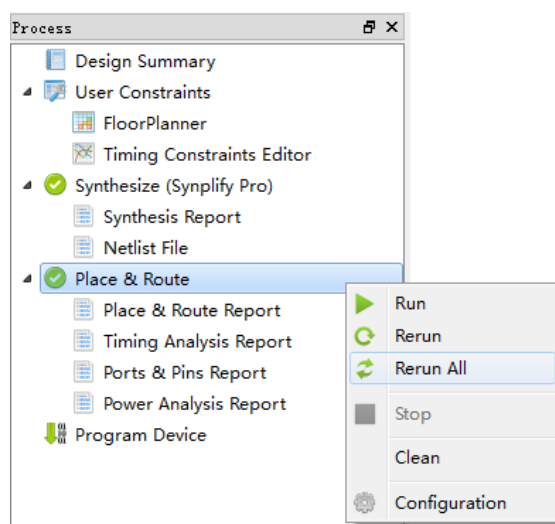 Process
Design Summary
User Constraints
FloorPlanner
Timing Constraints Editor
Synthesize (Synplify Pro)
Synthesis Report
Netlist File
Place & Route
Place & Route Report
Timing Analysis Report
Ports & Pins Report
Power Analysis Report
Program Device
Run
Rerun
Rerun All
Stop
Clean
Configuration